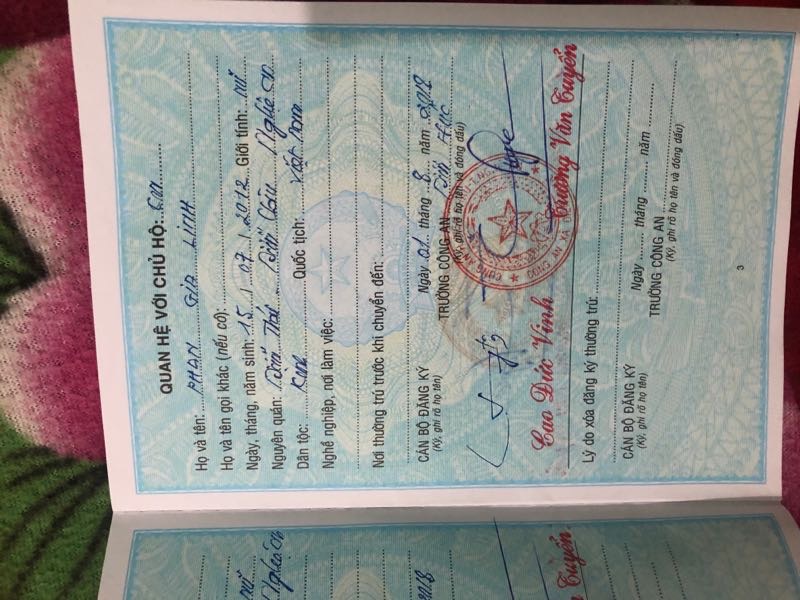 QUAN HỆ VỚI CHỦ HỘ: Con
Họ và tên: PHAN GIA LINH
Họ và tên gọi khác (nếu có):
Ngày, tháng, năm sinh: 15 / 07 / 2012 Giới tính: Nữ
Nguyên quán: Diễn Thái Diễn Châu Nghệ An
Dân tộc: Kinh Quốc tịch: Việt Nam
Nghề nghiệp, nơi làm việc:
Nơi thường trú trước khi chuyển đến:
CÁN BỘ ĐĂNG KÝ Ngày 01 tháng 8 năm 2018
(Ký, ghi rõ họ tên) TRƯỞNG CÔNG AN
(Ký, ghi rõ họ tên và đóng dấu)
Cao Đức Vinh Trương Văn Tuyển
Lý do xóa đăng ký thường trú:
CÁN BỘ ĐĂNG KÝ Ngày ........ tháng ........ năm ............
(Ký, ghi rõ họ tên) TRƯỞNG CÔNG AN
(Ký, ghi rõ họ tên và đóng dấu)
3
nữ
Nghệ An
2018
Tuyển